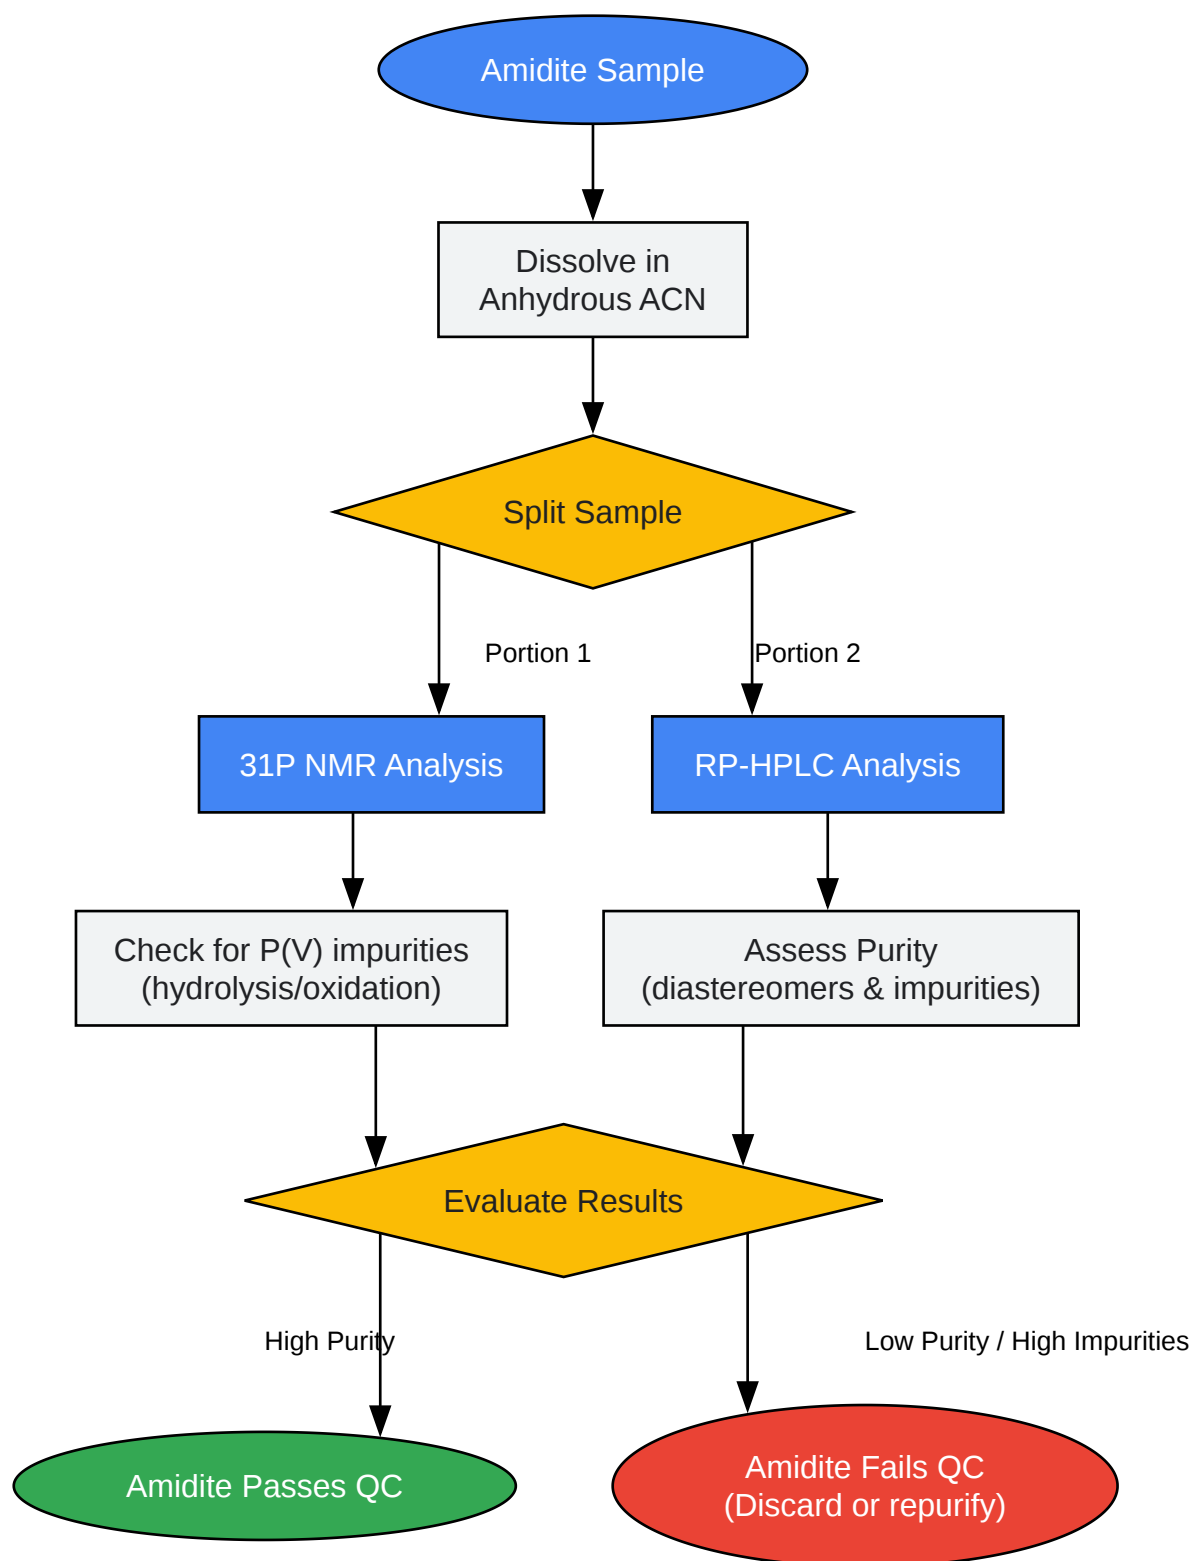 Amidite Sample
Dissolve in
Anhydrous ACN
Split Sample
Portion 1
Portion 2
31P NMR Analysis
RP-HPLC Analysis
Check for P(V) impurities
(hydrolysis/oxidation)
Assess Purity
(diastereomers & impurities)
Evaluate Results
High Purity
Low Purity / High Impurities
Amidite Passes QC
Amidite Fails QC
(Discard or repurify)